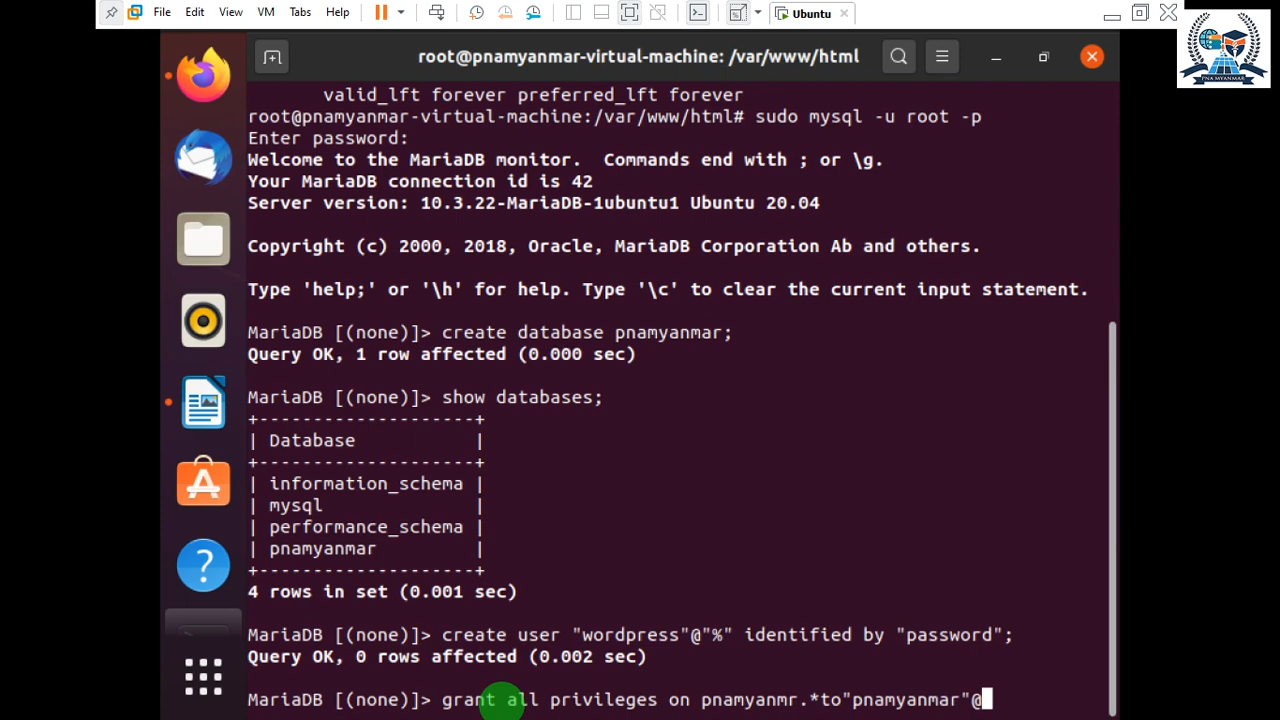 File Edit View VM Tabs Help Ubuntu
PNA MYANMAR
root@pnamyanmar-virtual-machine: /var/www/html
valid_lft forever preferred_lft forever
root@pnamyanmar-virtual-machine:/var/www/html# sudo mysql -u root -p
Enter password:
Welcome to the MariaDB monitor.  Commands end with ; or \g.
Your MariaDB connection id is 42
Server version: 10.3.22-MariaDB-1ubuntu1 Ubuntu 20.04
Copyright (c) 2000, 2018, Oracle, MariaDB Corporation Ab and others.
Type 'help;' or '\h' for help. Type '\c' to clear the current input statement.
MariaDB [(none)]> create database pnamyanmar;
Query OK, 1 row affected (0.000 sec)
MariaDB [(none)]> show databases;
+--------------------+
| Database           |
+--------------------+
| information_schema |
| mysql              |
| performance_schema |
| pnamyanmar         |
+--------------------+
4 rows in set (0.001 sec)
MariaDB [(none)]> create user "wordpress"@"%" identified by "password";
Query OK, 0 rows affected (0.002 sec)
MariaDB [(none)]> grant all privileges on pnamyanmr.*to"pnamyanmar"@